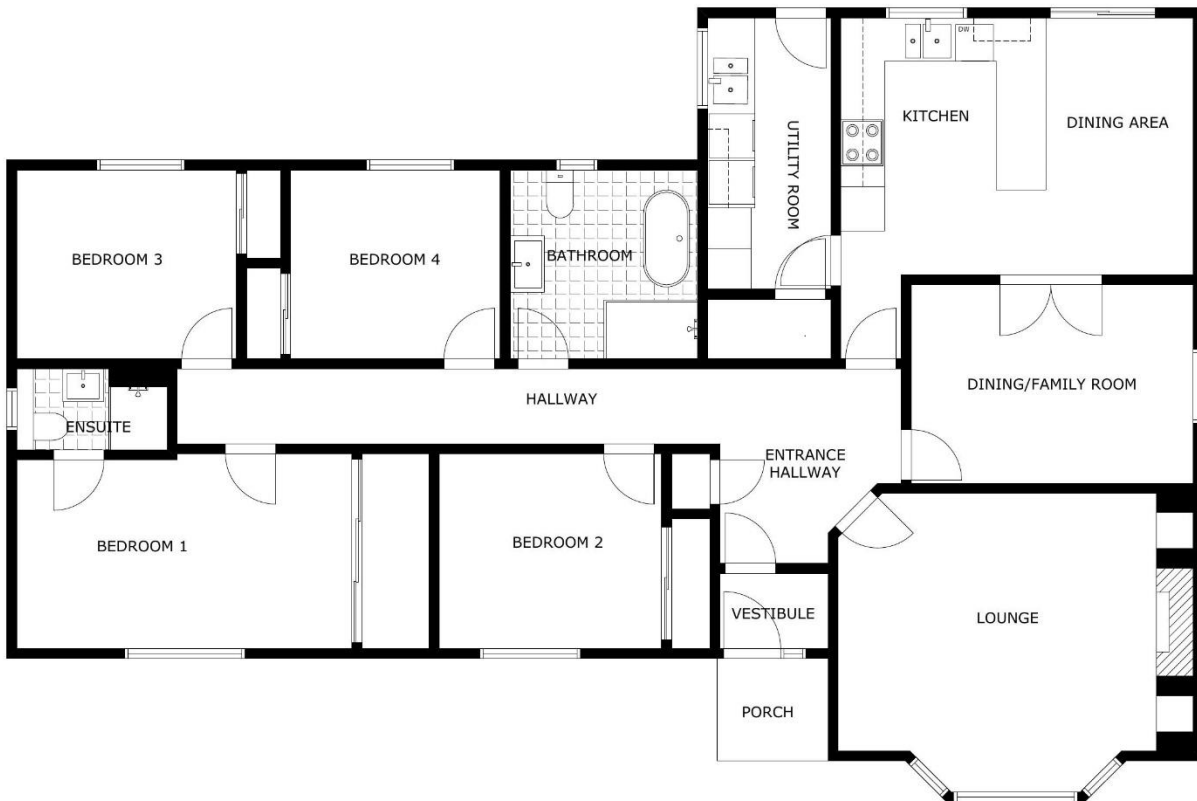 DW
KITCHEN
DINING AREA
UTILITY ROOM
BEDROOM 3
BEDROOM 4
BATHROOM
DINING/FAMILY ROOM
HALLWAY
ENSUITE
ENTRANCE
HALLWAY
BEDROOM 1
BEDROOM 2
VESTIBULE
LOUNGE
PORCH